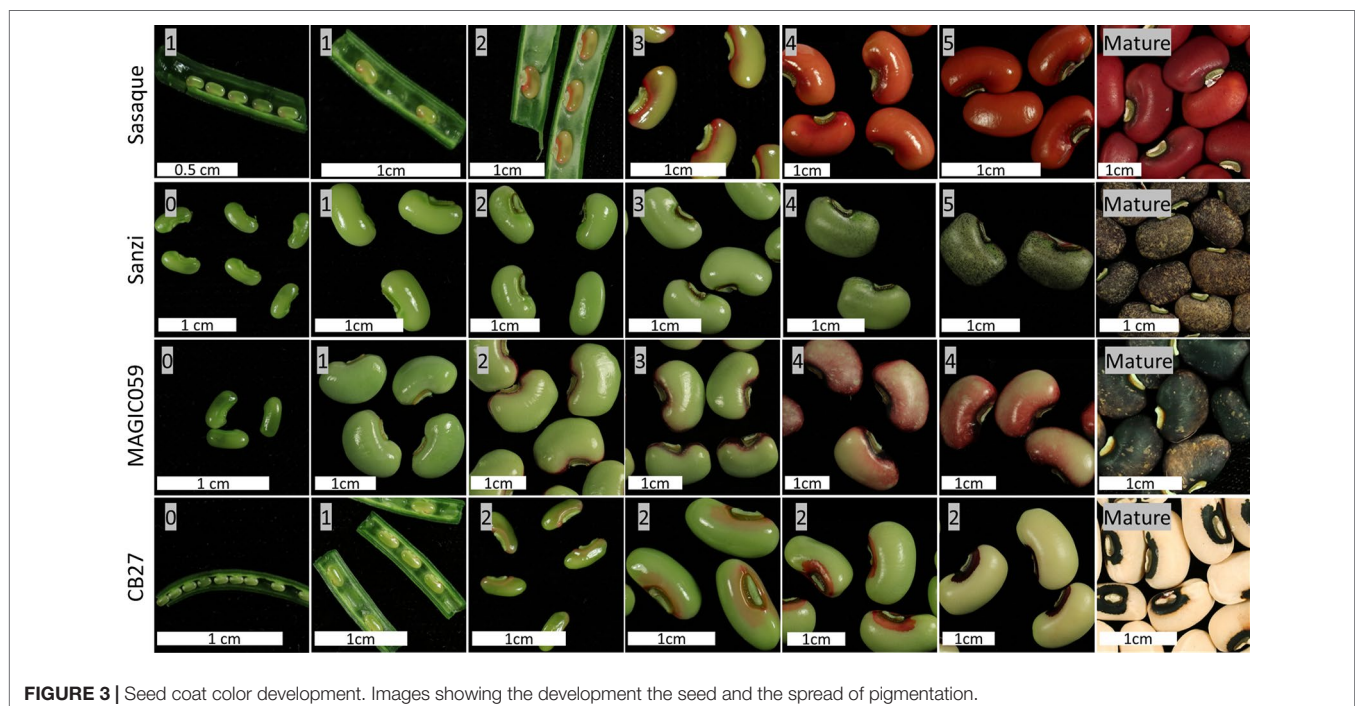 Sasaque
1 1 2 3 4 5 Mature
0.5 cm 1cm 1cm 1cm 1cm 1cm 1cm
Sanzi
0 1 2 3 4 5 Mature
1 cm 1cm 1cm 1cm 1cm 1cm 1 cm
MAGIC059
0 1 2 3 4 4 Mature
1 cm 1cm 1cm 1cm 1cm 1cm 1cm
CB27
0 1 2 2 2 2 Mature
1 cm 1cm 1cm 1cm 1cm 1cm 1cm
FIGURE 3 | Seed coat color development. Images showing the development the seed and the spread of pigmentation.